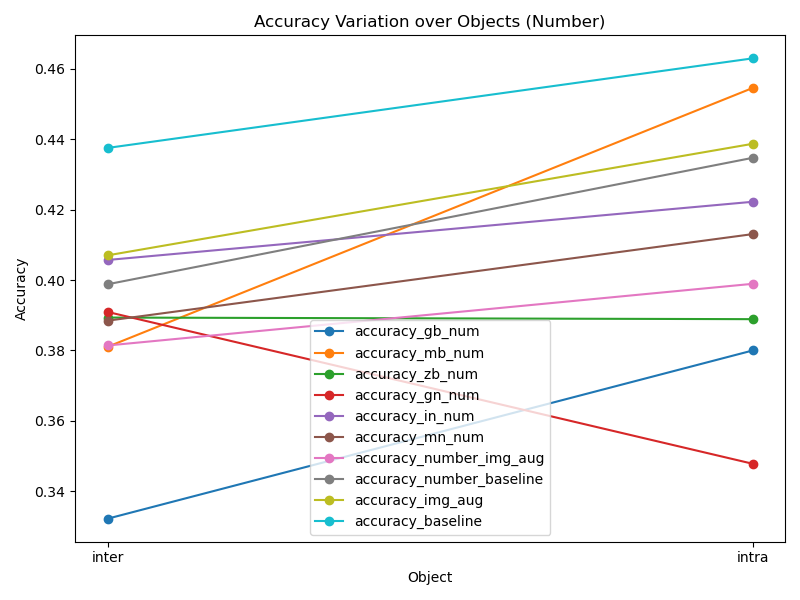 Accuracy Variation over Objects (Number)
Accuracy
0.46
0.44
0.42
0.40
0.38
0.36
0.34
accuracy_gb_num
accuracy_mb_num
accuracy_zb_num
accuracy_gn_num
accuracy_in_num
accuracy_mn_num
accuracy_number_img_aug
accuracy_number_baseline
accuracy_img_aug
accuracy_baseline
inter
intra
Object